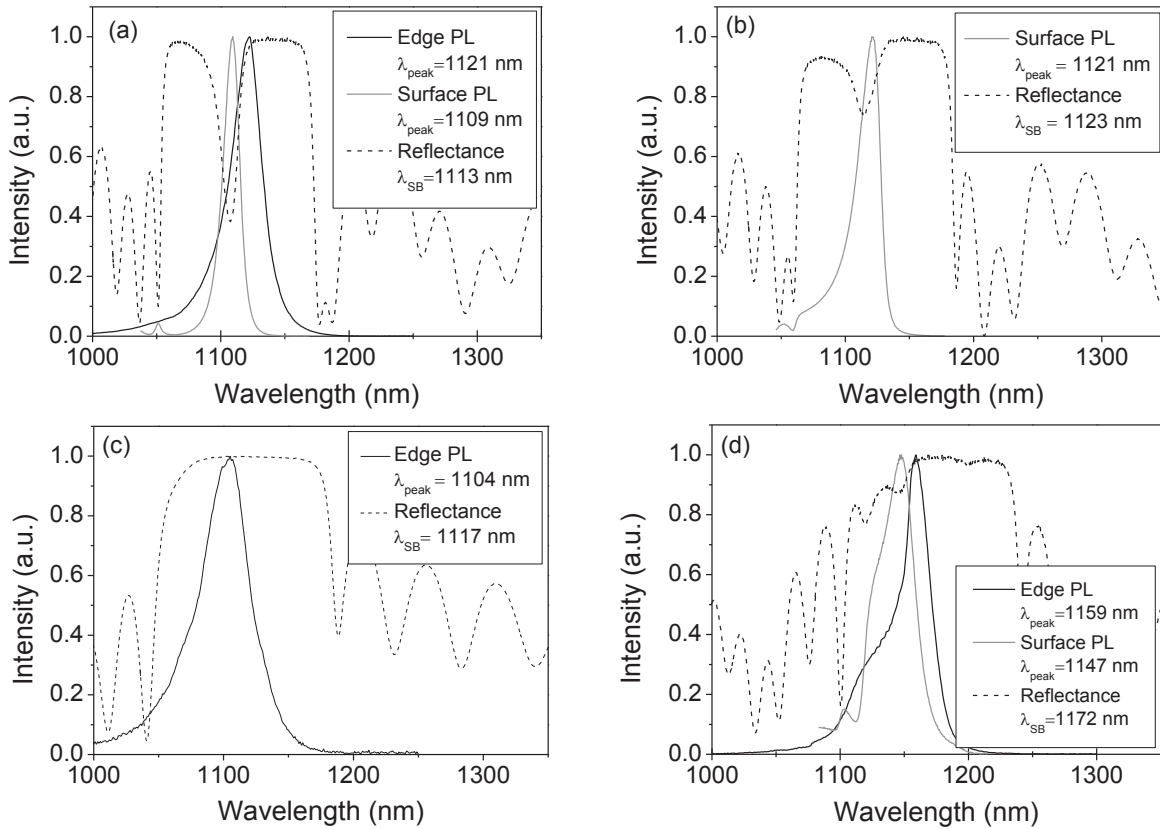 (a)
Edge PL
λpeak=1121 nm
Surface PL
λpeak=1109 nm
Reflectance
λSB=1113 nm
Intensity (a.u.)
1.0
0.8
0.6
0.4
0.2
0.0
1000 1100 1200 1300
Wavelength (nm)
(b)
Surface PL
λpeak = 1121 nm
Reflectance
λSB = 1123 nm
Intensity (a.u.)
1.0
0.8
0.6
0.4
0.2
0.0
1000 1100 1200 1300
Wavelength (nm)
(c)
Edge PL
λpeak = 1104 nm
Reflectance
λSB= 1117 nm
Intensity (a.u.)
1.0
0.8
0.6
0.4
0.2
0.0
1000 1100 1200 1300
Wavelength (nm)
(d)
Edge PL
λpeak=1159 nm
Surface PL
λpeak=1147 nm
Reflectance
λSB=1172 nm
Intensity (a.u.)
1.0
0.8
0.6
0.4
0.2
0.0
1000 1100 1200 1300
Wavelength (nm)